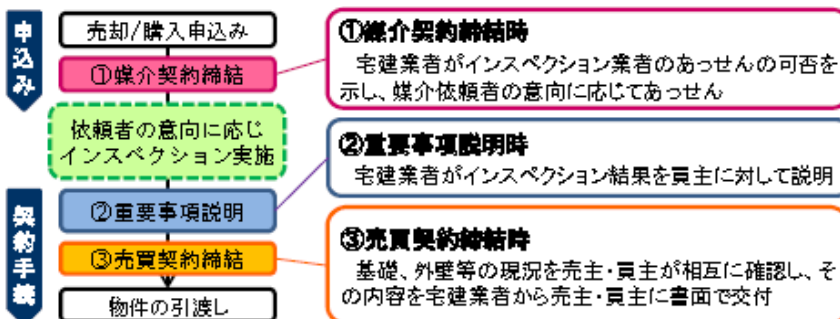 申込み
売却/購入申込み
①媒介契約締結
依頼者の意向に応じ
インスペクション実施
契約手続
②重要事項説明
③売買契約締結
物件の引渡し
①媒介契約締結時
宅建業者がインスペクション業者のあっせんの可否を
示し、媒介依頼者の意向に応じてあっせん
②重要事項説明時
宅建業者がインスペクション結果を買主に対して説明
③売買契約締結時
基礎、外壁等の現況を売主・買主が相互に確認し、そ
の内容を宅建業者から売主・買主に書面で交付